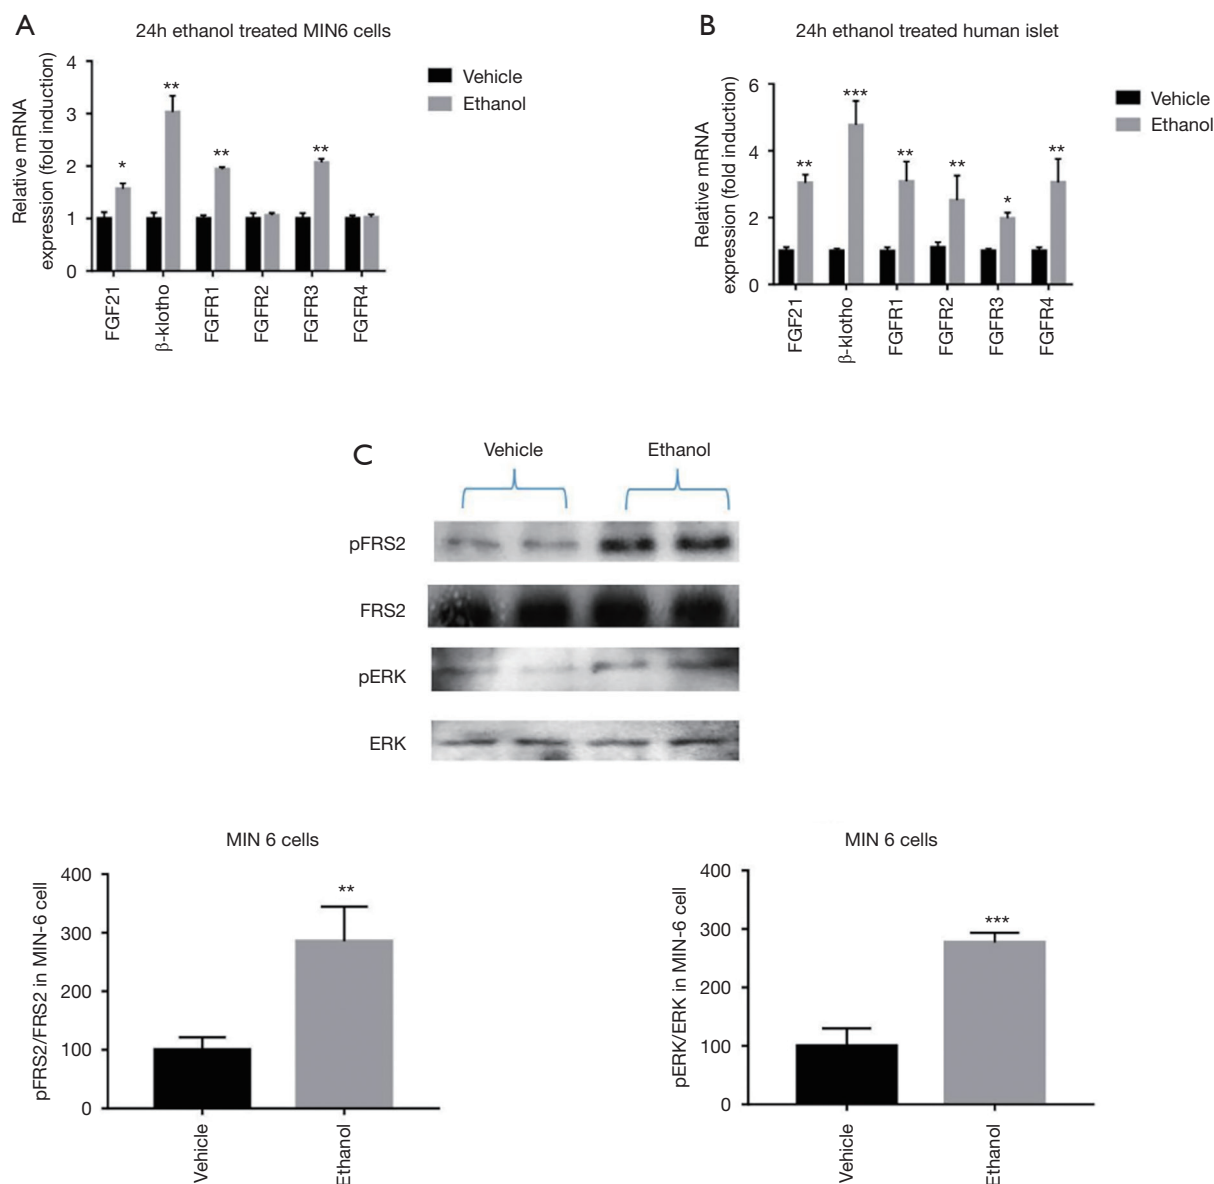 A
24h ethanol treated MIN6 cells
Relative mRNA
expression (fold induction)
4
3
2
1
0
*
**
**
**
Vehicle
Ethanol
FGF21
β-klotho
FGFR1
FGFR2
FGFR3
FGFR4
B
24h ethanol treated human islet
Relative mRNA
expression (fold induction)
6
4
2
0
**
***
**
**
*
**
Vehicle
Ethanol
FGF21
β-klotho
FGFR1
FGFR2
FGFR3
FGFR4
C
Vehicle
Ethanol
pFRS2
FRS2
pERK
ERK
MIN 6 cells
pFRS2/FRS2 in MIN-6 cell
400
300
200
100
0
**
Vehicle
Ethanol
MIN 6 cells
pERK/ERK in MIN-6 cell
400
300
200
100
0
***
Vehicle
Ethanol